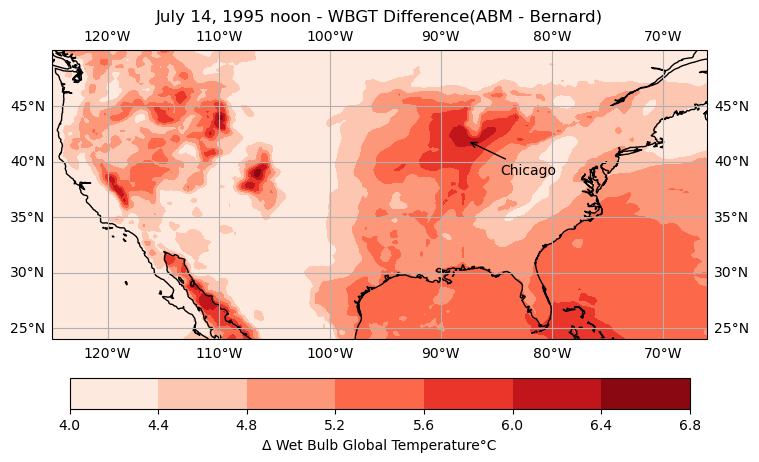 July 14, 1995 noon - WBGT Difference(ABM - Bernard)
120°W 110°W 100°W 90°W 80°W 70°W
45°N 45°N
40°N 40°N
Chicago
35°N 35°N
30°N 30°N
25°N 25°N
120°W 110°W 100°W 90°W 80°W 70°W
4.0 4.4 4.8 5.2 5.6 6.0 6.4 6.8
Δ Wet Bulb Global Temperature°C